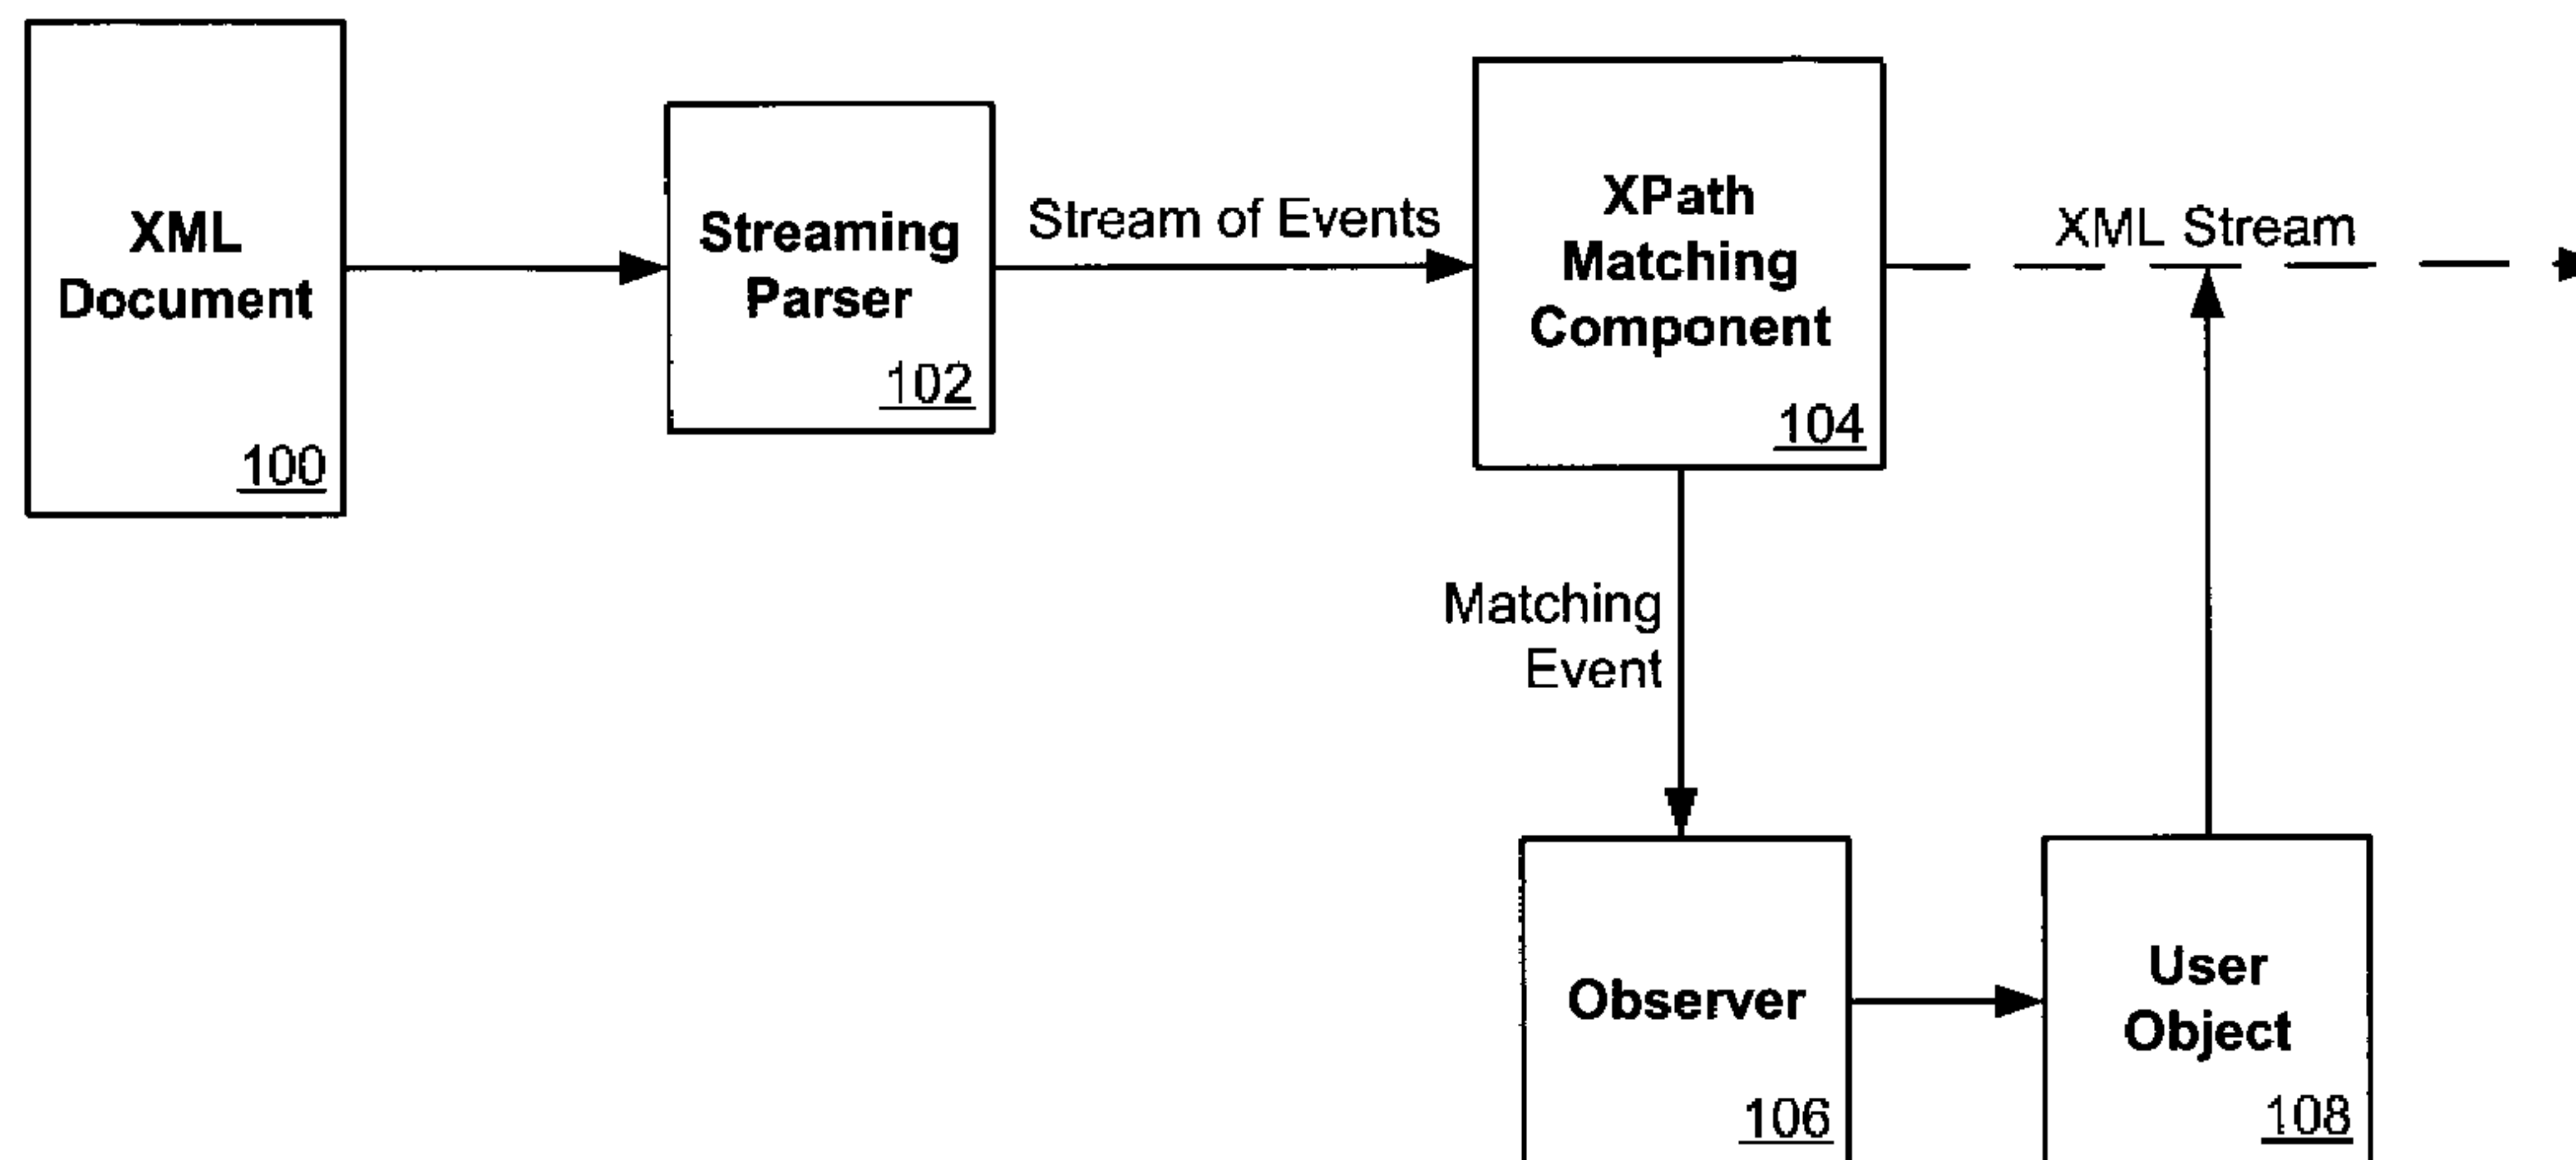 XML
Document
100
Streaming
Parser
102
Stream of Events
XPath
Matching
Component
104
XML Stream
Matching
Event
Observer
106
User
Object
108